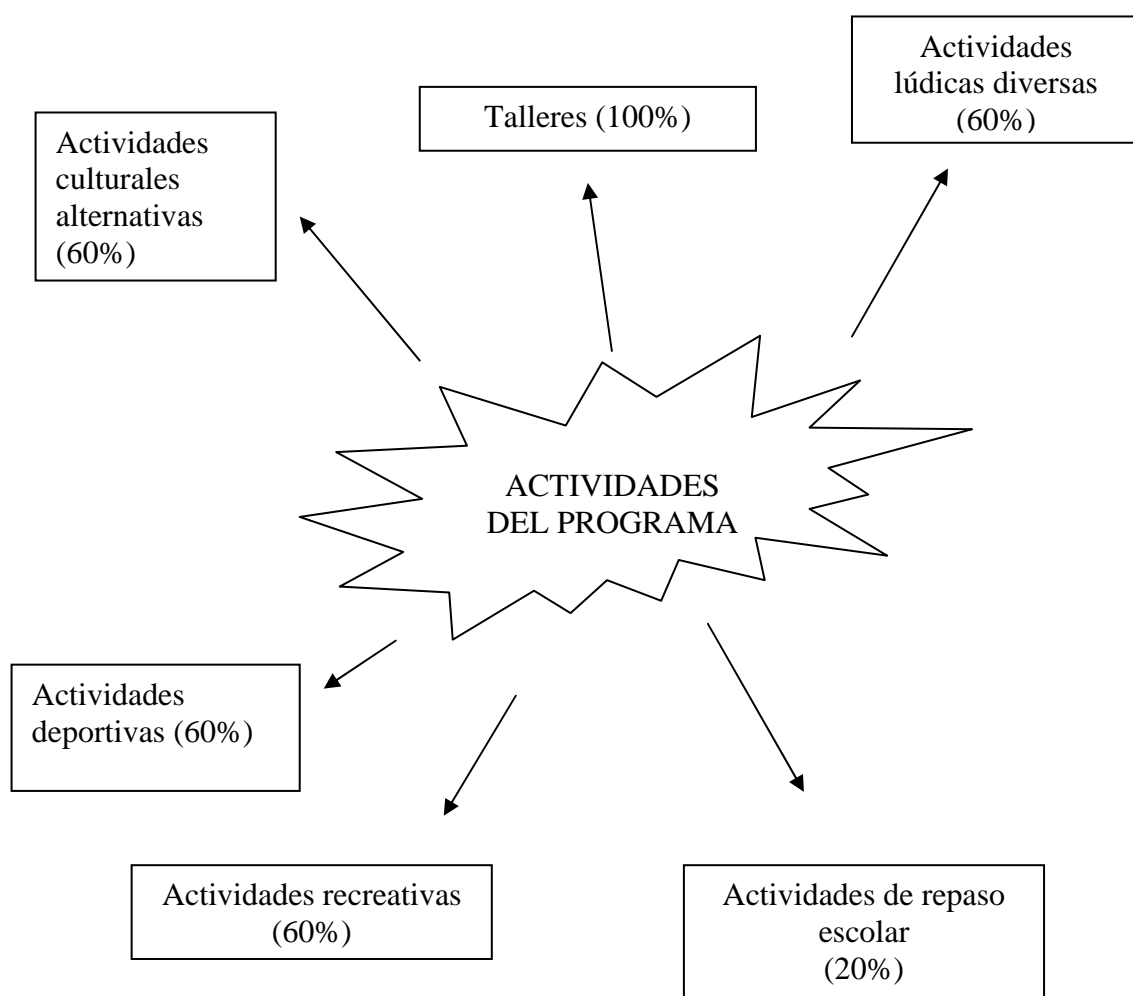 Actividades
lúdicas diversas
(60%)
Talleres (100%)
Actividades
culturales
alternativas
(60%)
ACTIVIDADES
DEL PROGRAMA
Actividades
deportivas (60%)
Actividades recreativas
(60%)
Actividades de repaso
escolar
(20%)